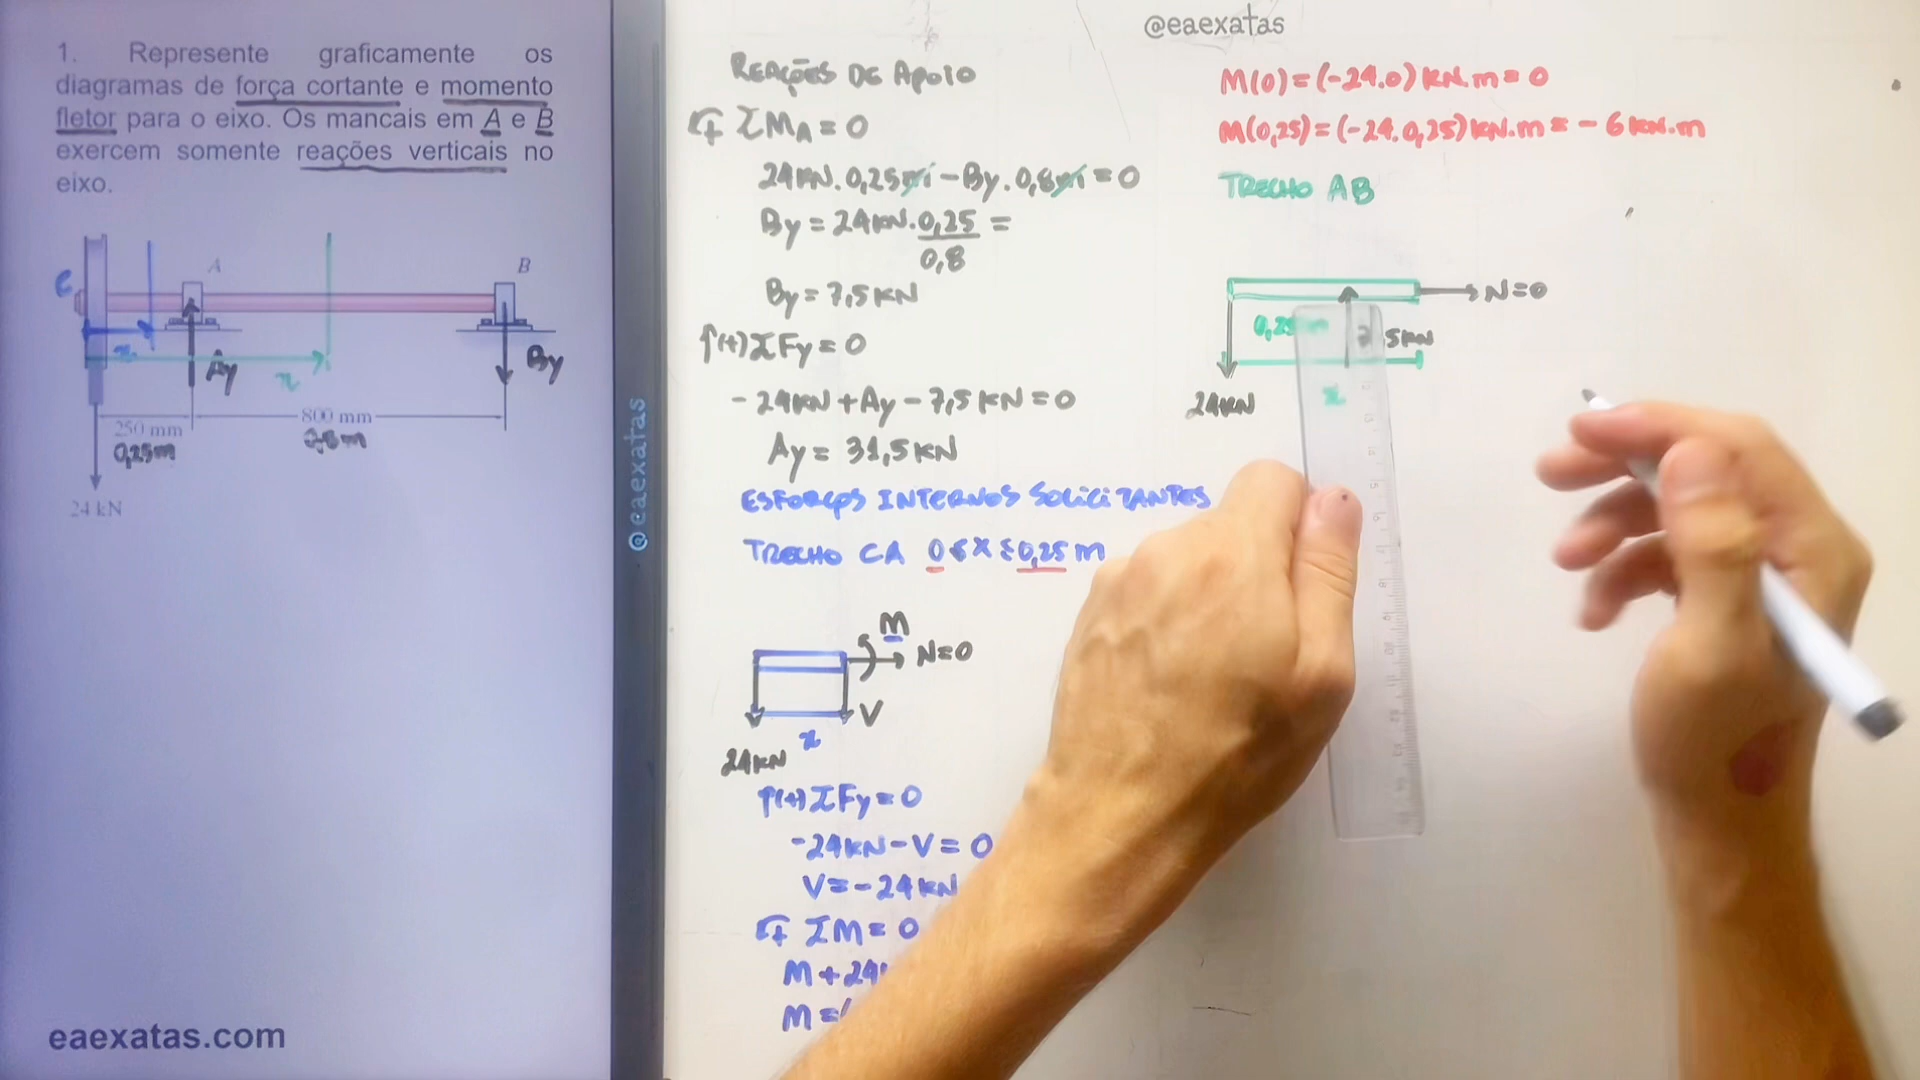 @eaexatas
1. Represente graficamente os
diagramas de força cortante e momento
fletor para o eixo. Os mancais em A e B
exercem somente reações verticais no
eixo.
C
A
B
x
Ay
x
By
250 mm
0,25m
800 mm
0,8m
24 kN
eaexatas.com
@eaexatas
REAÇÕES DE APOIO
ΣMA = 0
24KN.0,25m - By.0,8m = 0
By = 24KN.0,25 =
0,8
By = 7,5KN
↑(+)ΣFy = 0
-24KN + Ay - 7,5KN = 0
Ay = 31,5KN
ESFORÇOS INTERNOS SOLICITANTES
TRECHO CA 0 ≤ X ≤ 0,25m
M
N=0
V
x
24KN
↑(+)ΣFy = 0
-24KN - V = 0
V = -24KN
ΣM = 0
M + 24
M =
M(0) = (-24.0)KN.m = 0
M(0,25) = (-24.0,25)KN.m = -6KN.m
TRECHO AB
N=0
5KN
x
24KN